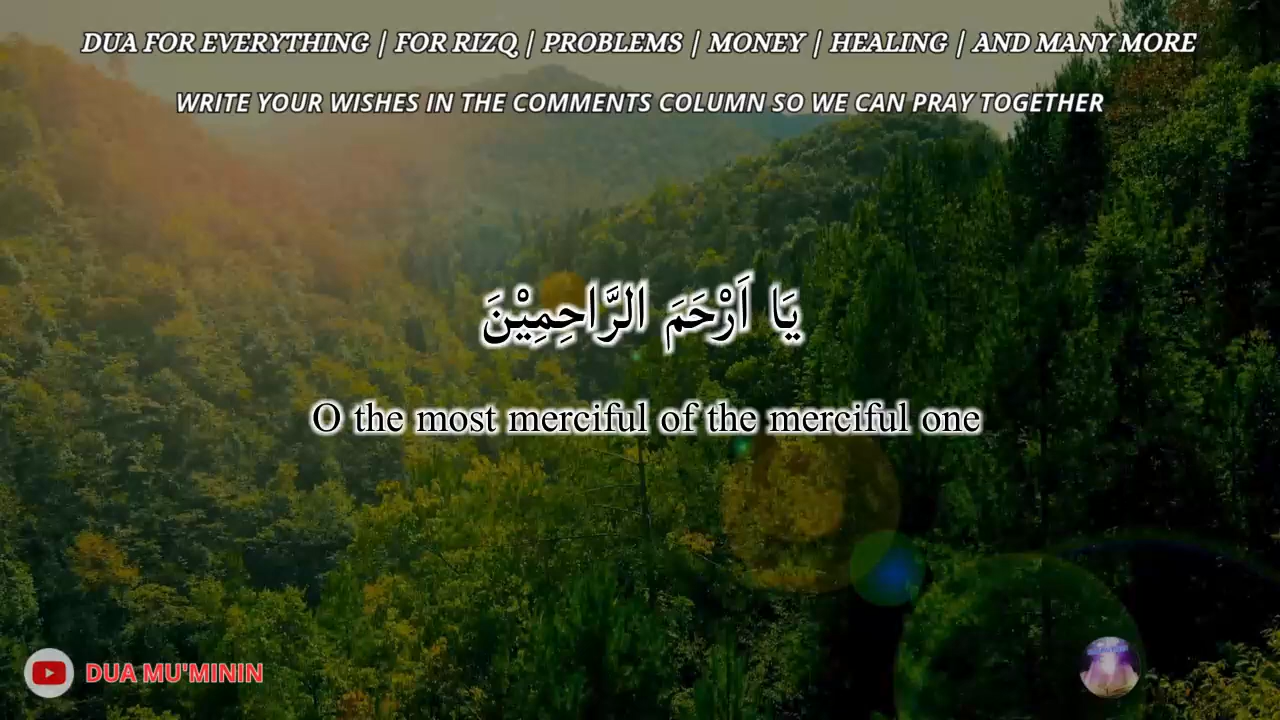 DUA FOR EVERYTHING | FOR RIZQ | PROBLEMS | MONEY | HEALING | AND MANY MORE
WRITE YOUR WISHES IN THE COMMENTS COLUMN SO WE CAN PRAY TOGETHER
يَا اَرْحَمَ الرَّاحِمِيْنَ
O the most merciful of the merciful one
DUA MU'MININ